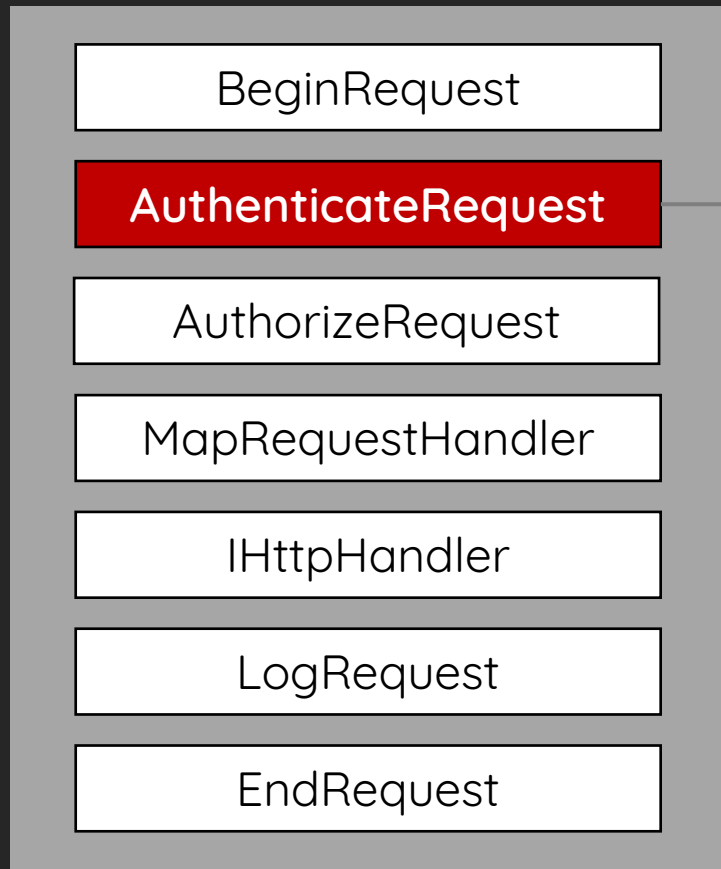 BeginRequest
AuthenticateRequest
AuthorizeRequest
MapRequestHandler
IHttpHandler
LogRequest
EndRequest